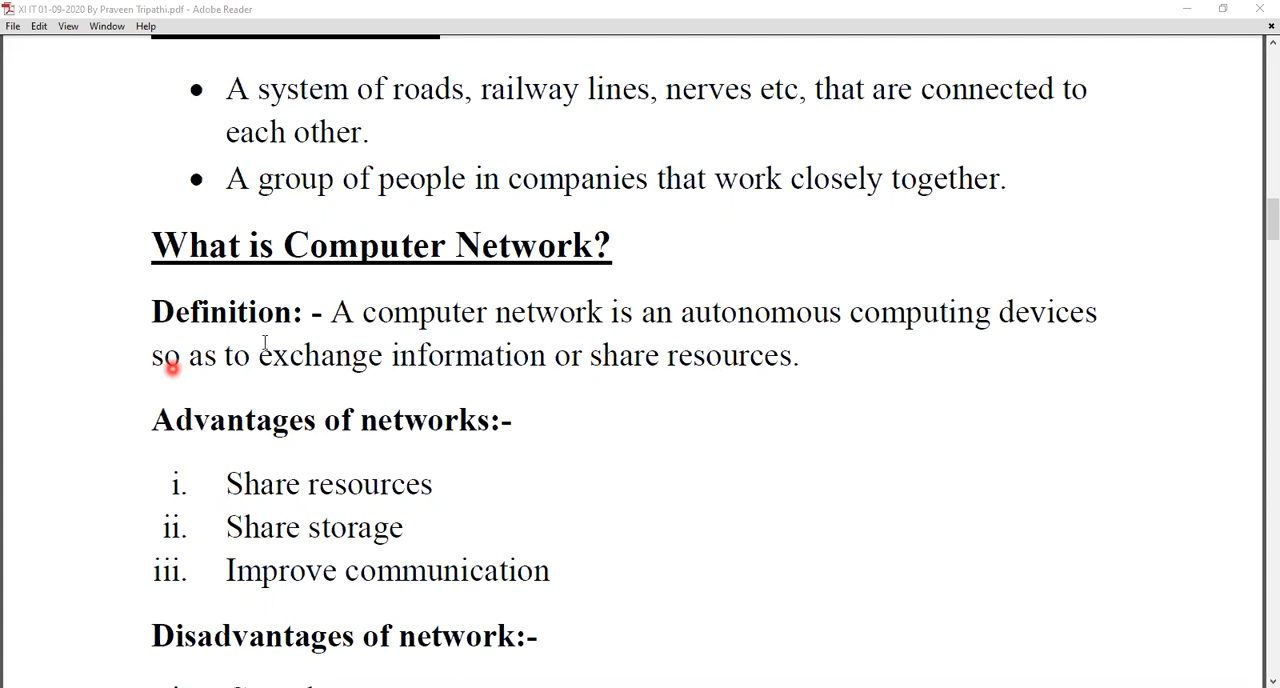 XI IT 01-09-2020 By Praveen Tripathi.pdf - Adobe Reader
File Edit View Window Help
• A system of roads, railway lines, nerves etc, that are connected to
each other.
• A group of people in companies that work closely together.
What is Computer Network?
Definition: - A computer network is an autonomous computing devices
so as to exchange information or share resources.
Advantages of networks:-
i. Share resources
ii. Share storage
iii. Improve communication
Disadvantages of network:-